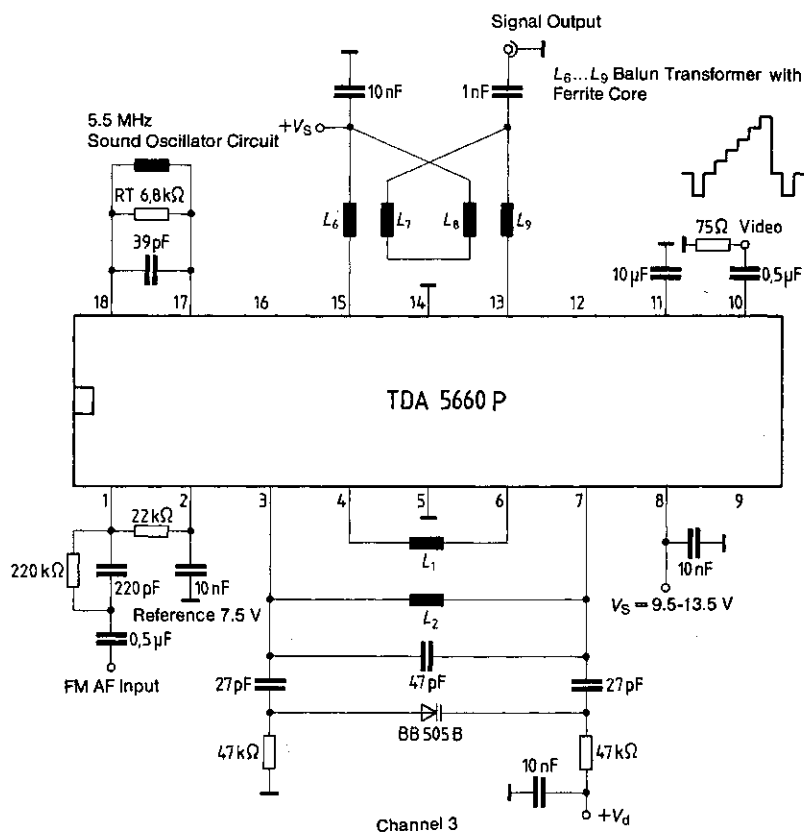 Signal Output
10nF
1nF
L6...L9 Balun Transformer with
Ferrite Core
5.5 MHz
Sound Oscillator Circuit
+VS
RT 6,8kΩ
39pF
L6
L7
L8
L9
75Ω
Video
10µF
0,5µF
18
17
16
15
14
13
12
11
10
TDA 5660 P
1
2
3
4
5
6
7
8
9
22kΩ
220kΩ
220pF
10nF
Reference 7.5 V
0,5µF
FM AF Input
L1
L2
10nF
VS = 9.5-13.5 V
47pF
27pF
27pF
BB 505 B
47kΩ
47kΩ
10nF
+Vd
Channel 3